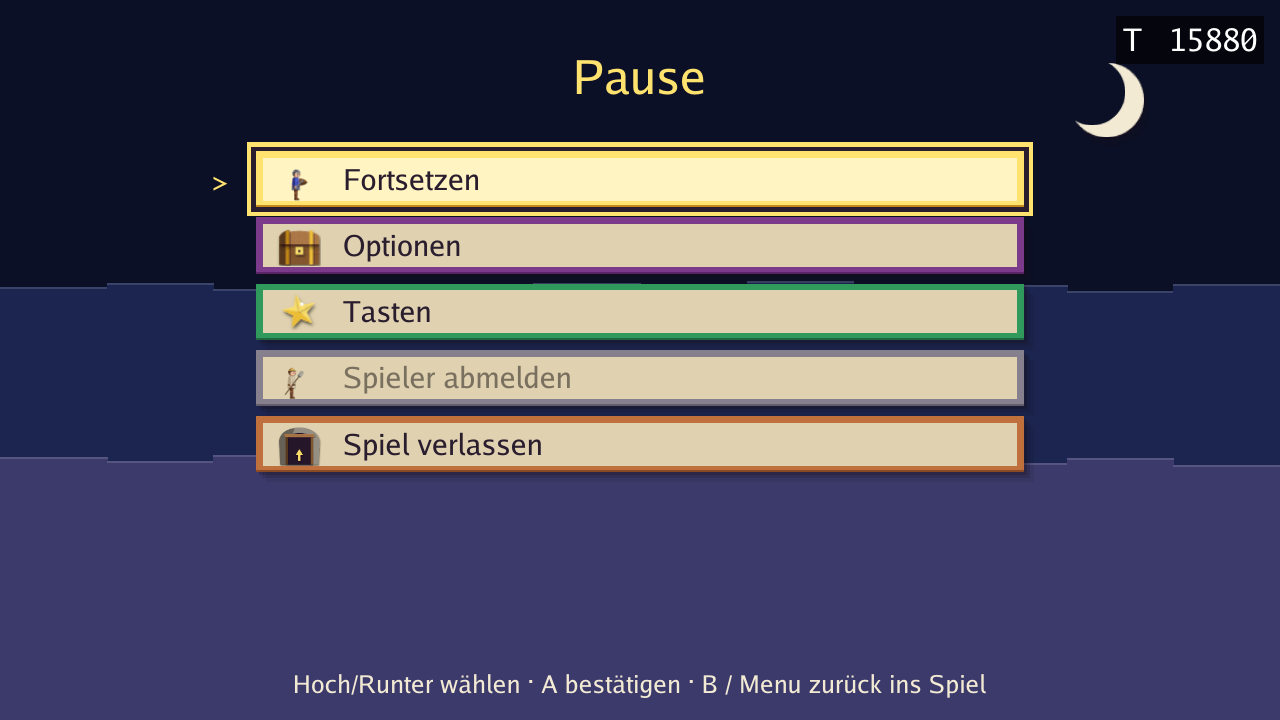 T 15880
Pause
> Fortsetzen
Optionen
Tasten
Spieler abmelden
Spiel verlassen
Hoch/Runter wählen · A bestätigen · B / Menu zurück ins Spiel